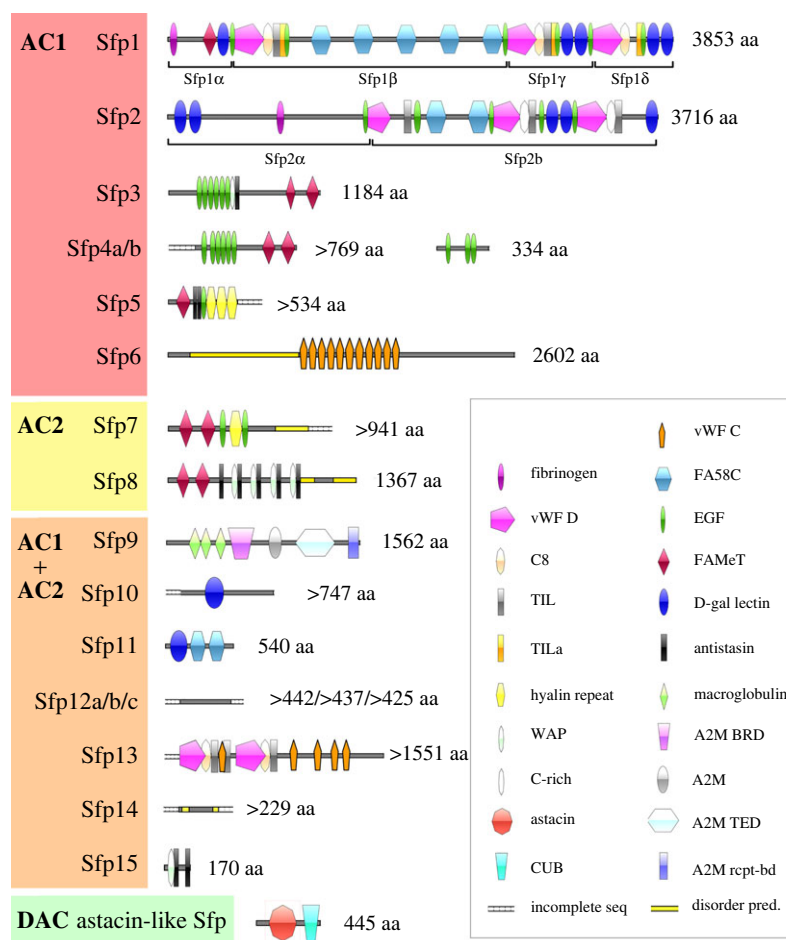 AC1 Sfp1 3853 aa
Sfp1α Sfp1β Sfp1γ Sfp1δ
Sfp2 3716 aa
Sfp2α Sfp2b
Sfp3 1184 aa
Sfp4a/b >769 aa 334 aa
Sfp5 >534 aa
Sfp6 2602 aa
AC2 Sfp7 >941 aa
Sfp8 1367 aa
AC1 + AC2 Sfp9 1562 aa
Sfp10 >747 aa
Sfp11 540 aa
Sfp12a/b/c >442/>437/>425 aa
Sfp13 >1551 aa
Sfp14 >229 aa
Sfp15 170 aa
DAC astacin-like Sfp 445 aa
vWF C
fibrinogen FA58C
vWF D EGF
C8 FAMeT
TIL D-gal lectin
TILa antistasin
hyalin repeat macroglobulin
WAP A2M BRD
C-rich A2M
astacin A2M TED
CUB A2M rcpt-bd
incomplete seq disorder pred.